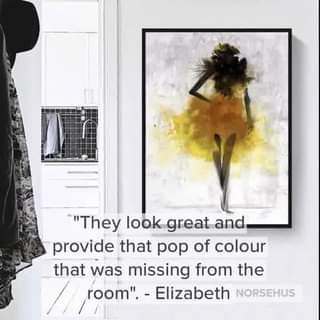 "They look great and
provide that pop of colour
that was missing from the
room". - Elizabeth NORSEHUS